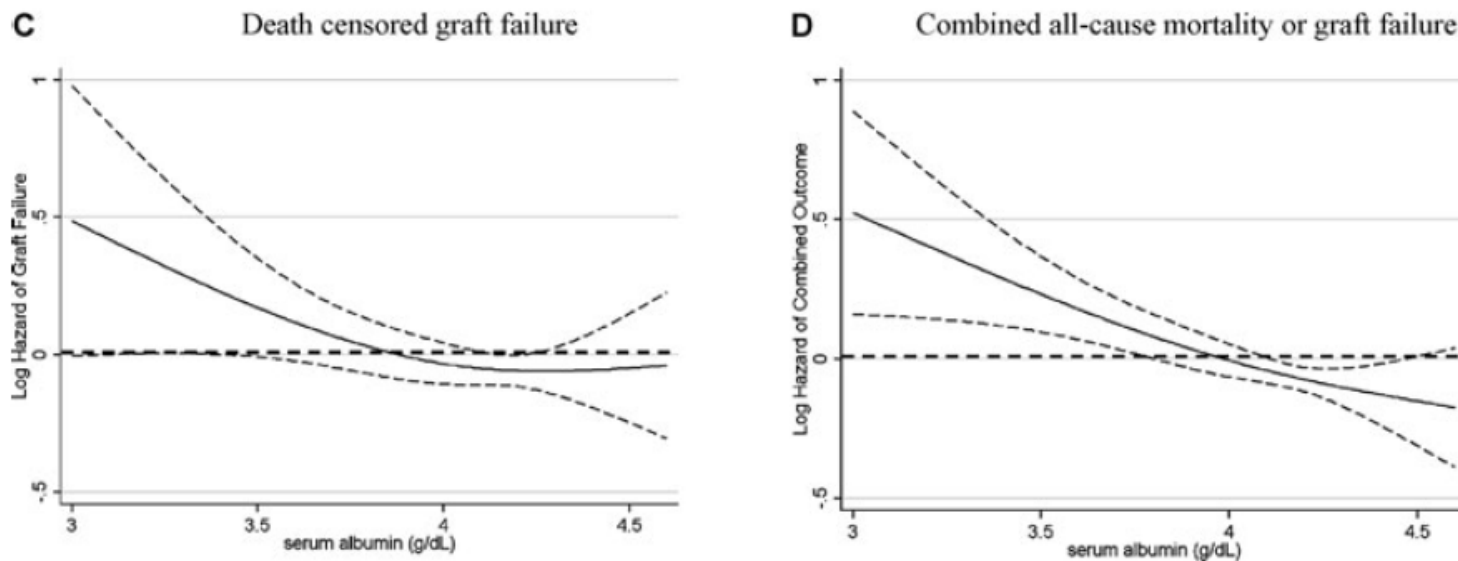 C Death censored graft failure
Log Hazard of Graft Failure
1
.5
0
-.5
3 3.5 4 4.5
serum albumin (g/dL)
D Combined all-cause mortality or graft failure
Log Hazard of Combined Outcome
1
.5
0
-.5
3 3.5 4 4.5
serum albumin (g/dL)